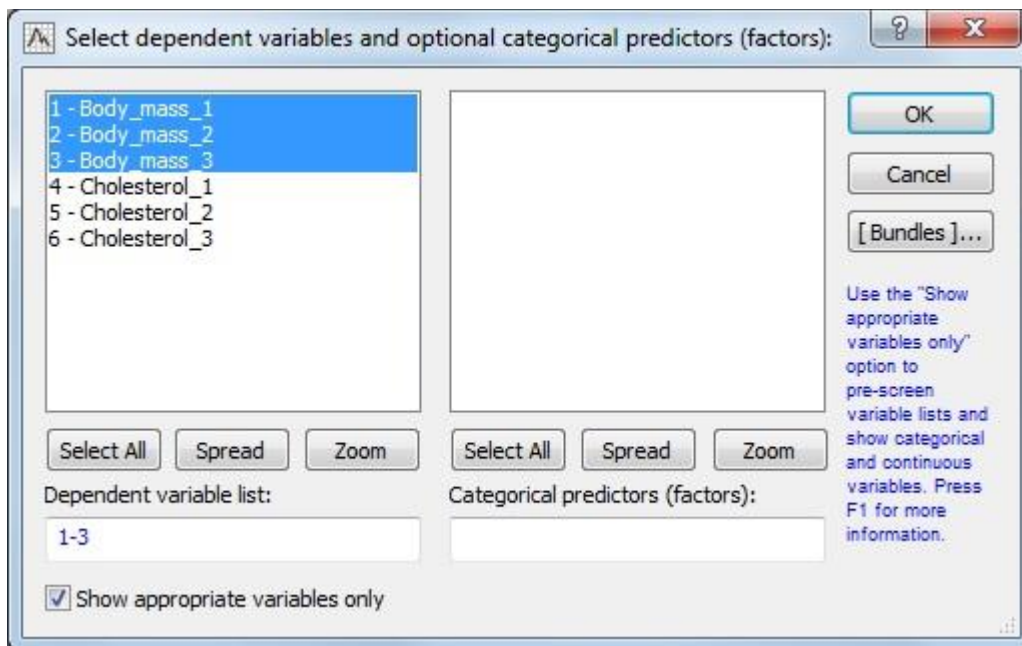 Select dependent variables and optional categorical predictors (factors):
1 - Body_mass_1
2 - Body_mass_2
3 - Body_mass_3
4 - Cholesterol_1
5 - Cholesterol_2
6 - Cholesterol_3
OK
Cancel
[ Bundles ]...
Use the "Show
appropriate
variables only"
option to
pre-screen
variable lists and
show categorical
and continuous
variables. Press
F1 for more
information.
Select All
Spread
Zoom
Select All
Spread
Zoom
Dependent variable list:
Categorical predictors (factors):
1-3
Show appropriate variables only